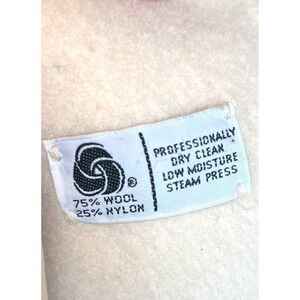 ®
75% WOOL
25% NYLON
PROFESSIONALLY
DRY CLEAN
LOW MOISTURE
STEAM PRESS